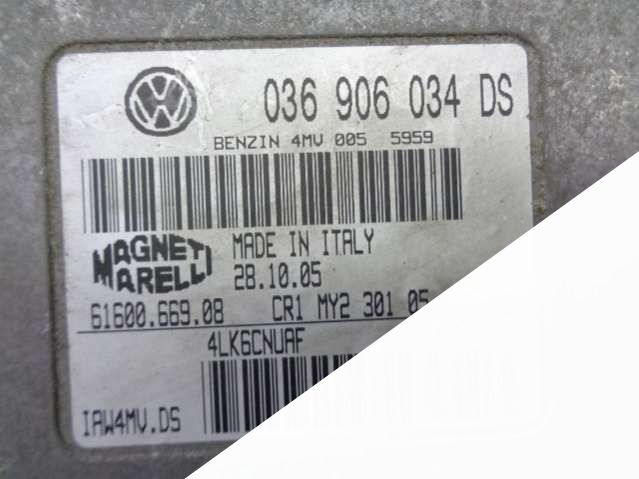 036 906 034 DS
BENZIN 4MV 005 5959
MAGNETI MARELLI
MADE IN ITALY
28.10.05
61600.669.08 CR1 MY2 301 05
4LK6CNUAF
IAW4MV.DS